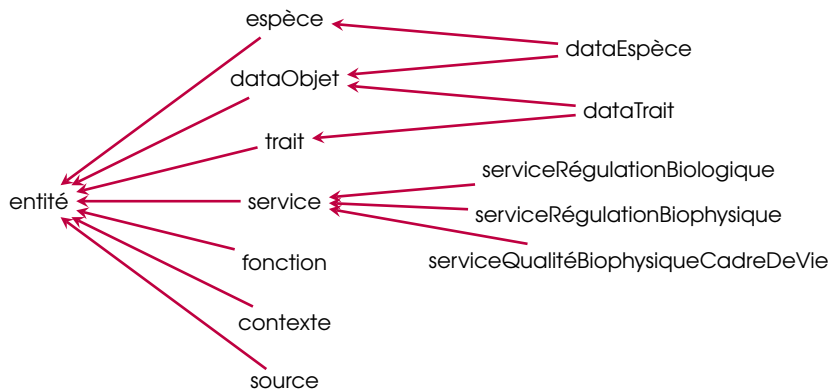 espèce
dataEspèce
dataObjet
dataTrait
trait
serviceRégulationBiologique
entité
service
serviceRégulationBiophysique
fonction
serviceQualitéBiophysiqueCadreDeVie
contexte
source